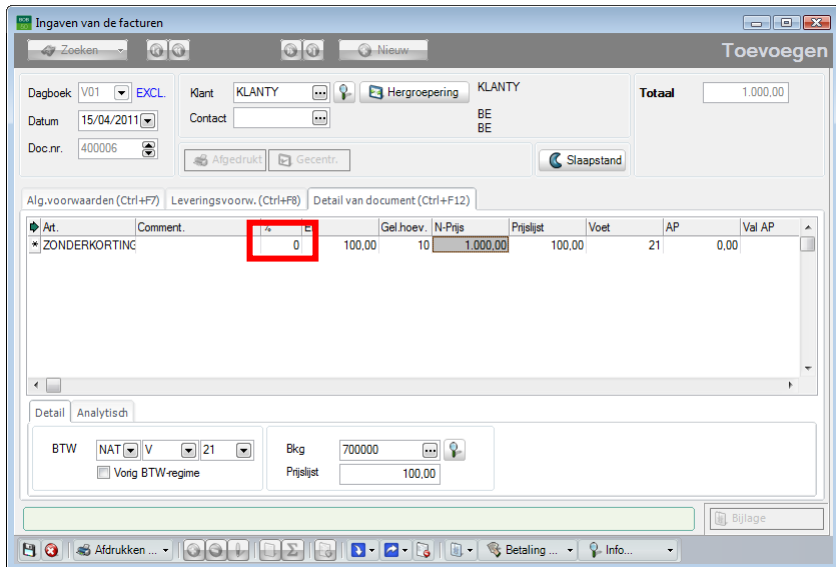 Ingaven van de facturen
Zoeken Nieuw Toevoegen
Dagboek V01 EXCL. Klant KLANTY Hergroepering KLANTY Totaal 1.000,00
Datum 15/04/2011 Contact BE
BE
Doc.nr. 400006 Afgedrukt Gecentr. Slaapstand
Alg.voorwaarden (Ctrl+F7) Leveringsvoorw. (Ctrl+F8) Detail van document (Ctrl+F12)
Art. Comment. % Gel.hoev. N-Prijs Prijslijst Voet AP Val AP
* ZONDERKORTING 0 100,00 10 1.000,00 100,00 21 0,00
Detail Analytisch
BTW NAT V 21 Bkg 700000
Vorig BTW-regime Prijslijst 100,00
Bijlage
Afdrukken ... Σ Betaling ... Info...